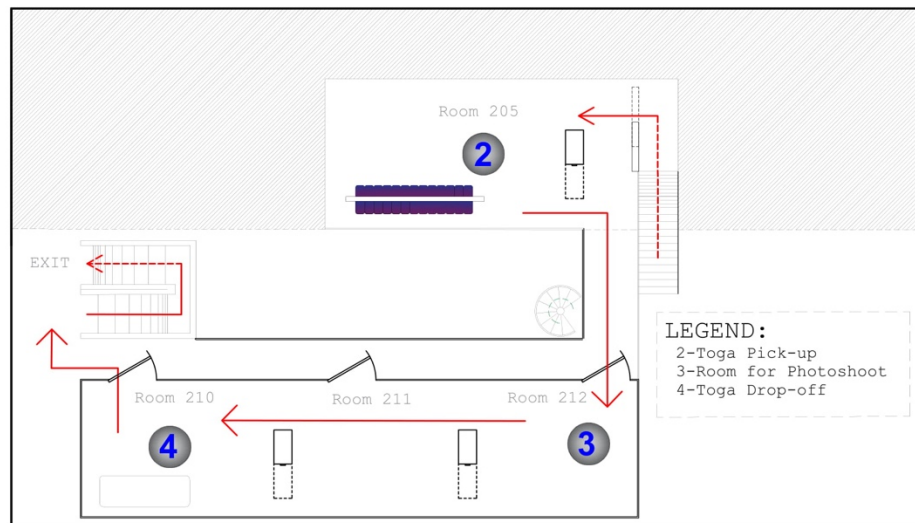 Room 205
2
EXIT
LEGEND:
2-Toga Pick-up
3-Room for Photoshoot
4-Toga Drop-off
Room 210
Room 211
Room 212
4
3